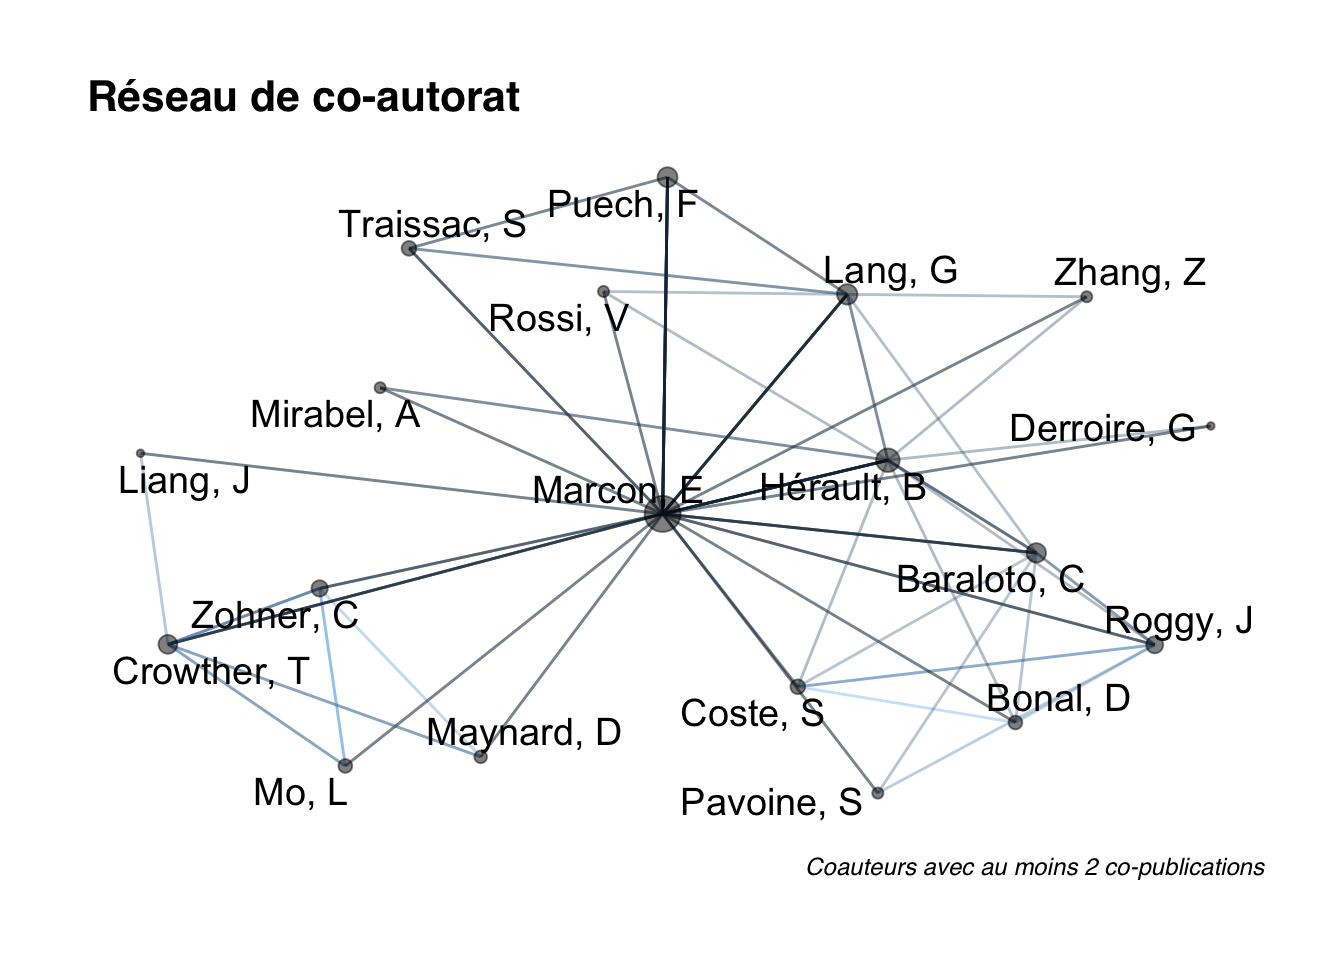 Réseau de co-autorat
Puech, F
Traissac, S
Lang, G
Zhang, Z
Rossi, V
Mirabel, A
Derroire, G
Liang, J
Marcon, E
Hérault, B
Baraloto, C
Zohner, C
Roggy, J
Crowther, T
Bonal, D
Coste, S
Maynard, D
Mo, L
Pavoine, S
Coauteurs avec au moins 2 co-publications